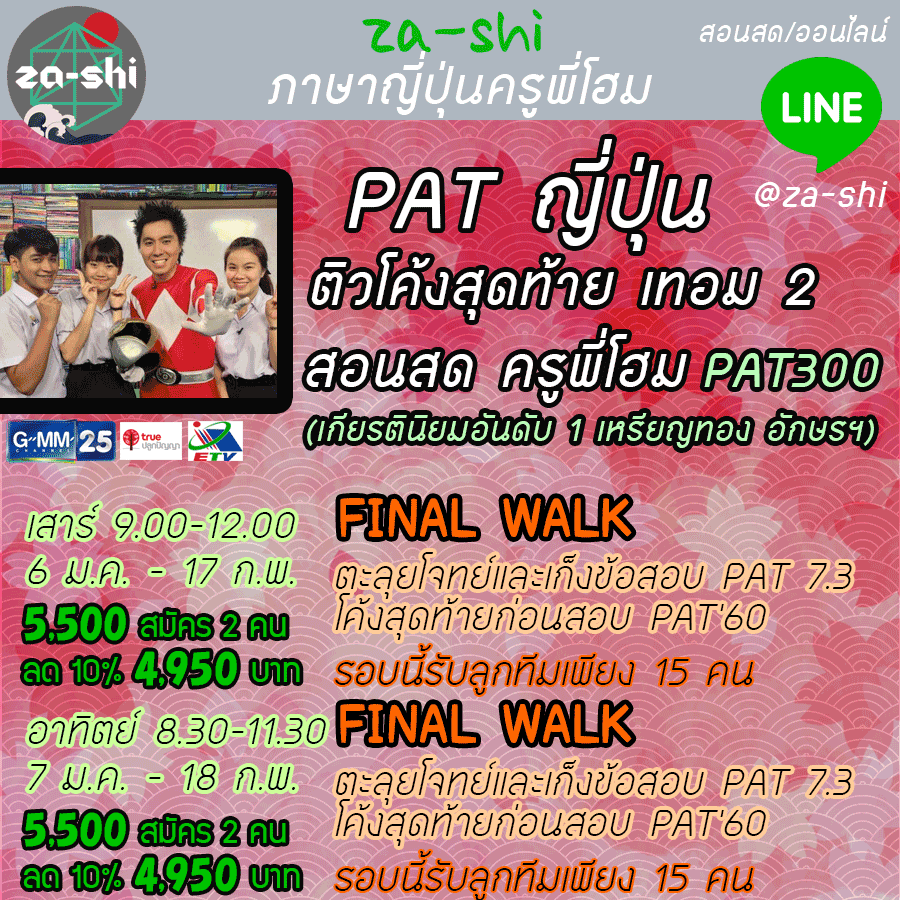 za-shi
za-shi
สอนสด/ออนไลน์
ภาษาญี่ปุ่นครูพี่โฮม
LINE
@za-shi
PAT ญี่ปุ่น
ติวโค้งสุดท้าย เทอม 2
สอนสด ครูพี่โฮม PAT300
(เกียรตินิยมอันดับ 1 เหรียญทอง อักษรฯ)
GMM 25
CHANNEL
true
ปลูกปัญญา
ETV
เสาร์ 9.00-12.00
6 ม.ค. - 17 ก.พ.
5,500 สมัคร 2 คน
ลด 10% 4,950 บาท
FINAL WALK
ตะลุยโจทย์และเก็งข้อสอบ PAT 7.3
โค้งสุดท้ายก่อนสอบ PAT'60
รอบนี้รับลูกทีมเพียง 15 คน
อาทิตย์ 8.30-11.30
7 ม.ค. - 18 ก.พ.
5,500 สมัคร 2 คน
ลด 10% 4,950 บาท
FINAL WALK
ตะลุยโจทย์และเก็งข้อสอบ PAT 7.3
โค้งสุดท้ายก่อนสอบ PAT'60
รอบนี้รับลูกทีมเพียง 15 คน